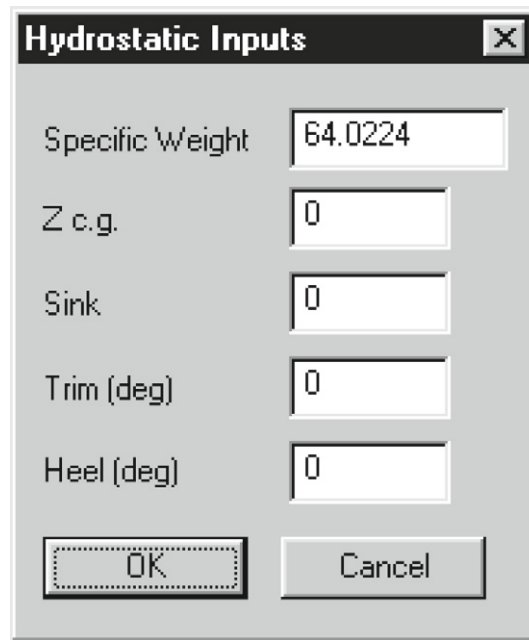 Hydrostatic Inputs
Specific Weight 64.0224
Z c.g. 0
Sink 0
Trim (deg) 0
Heel (deg) 0
OK Cancel